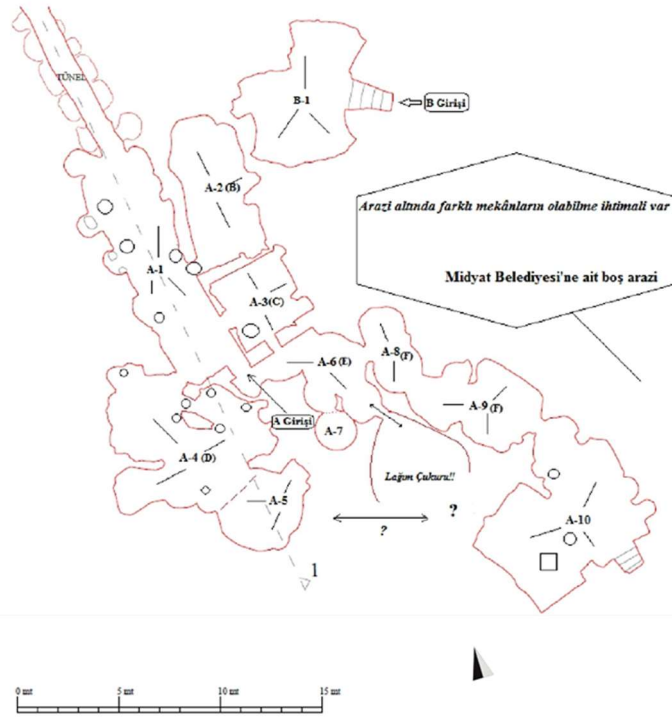 TÜNEL
B-1
B Girişi
A-2 (B)
Arazi altında farklı mekânların olabilme ihtimali var
A-1
Midyat Belediyesi'ne ait boş arazi
A-3(C)
A-6 (E)
A-8(F)
A-9 (F)
A Girişi
A-7
A-4 (D)
Lağım Çukuru!!
A-5
?
?
A-10
1
0 mt
5 mt
10 mt
15 mt